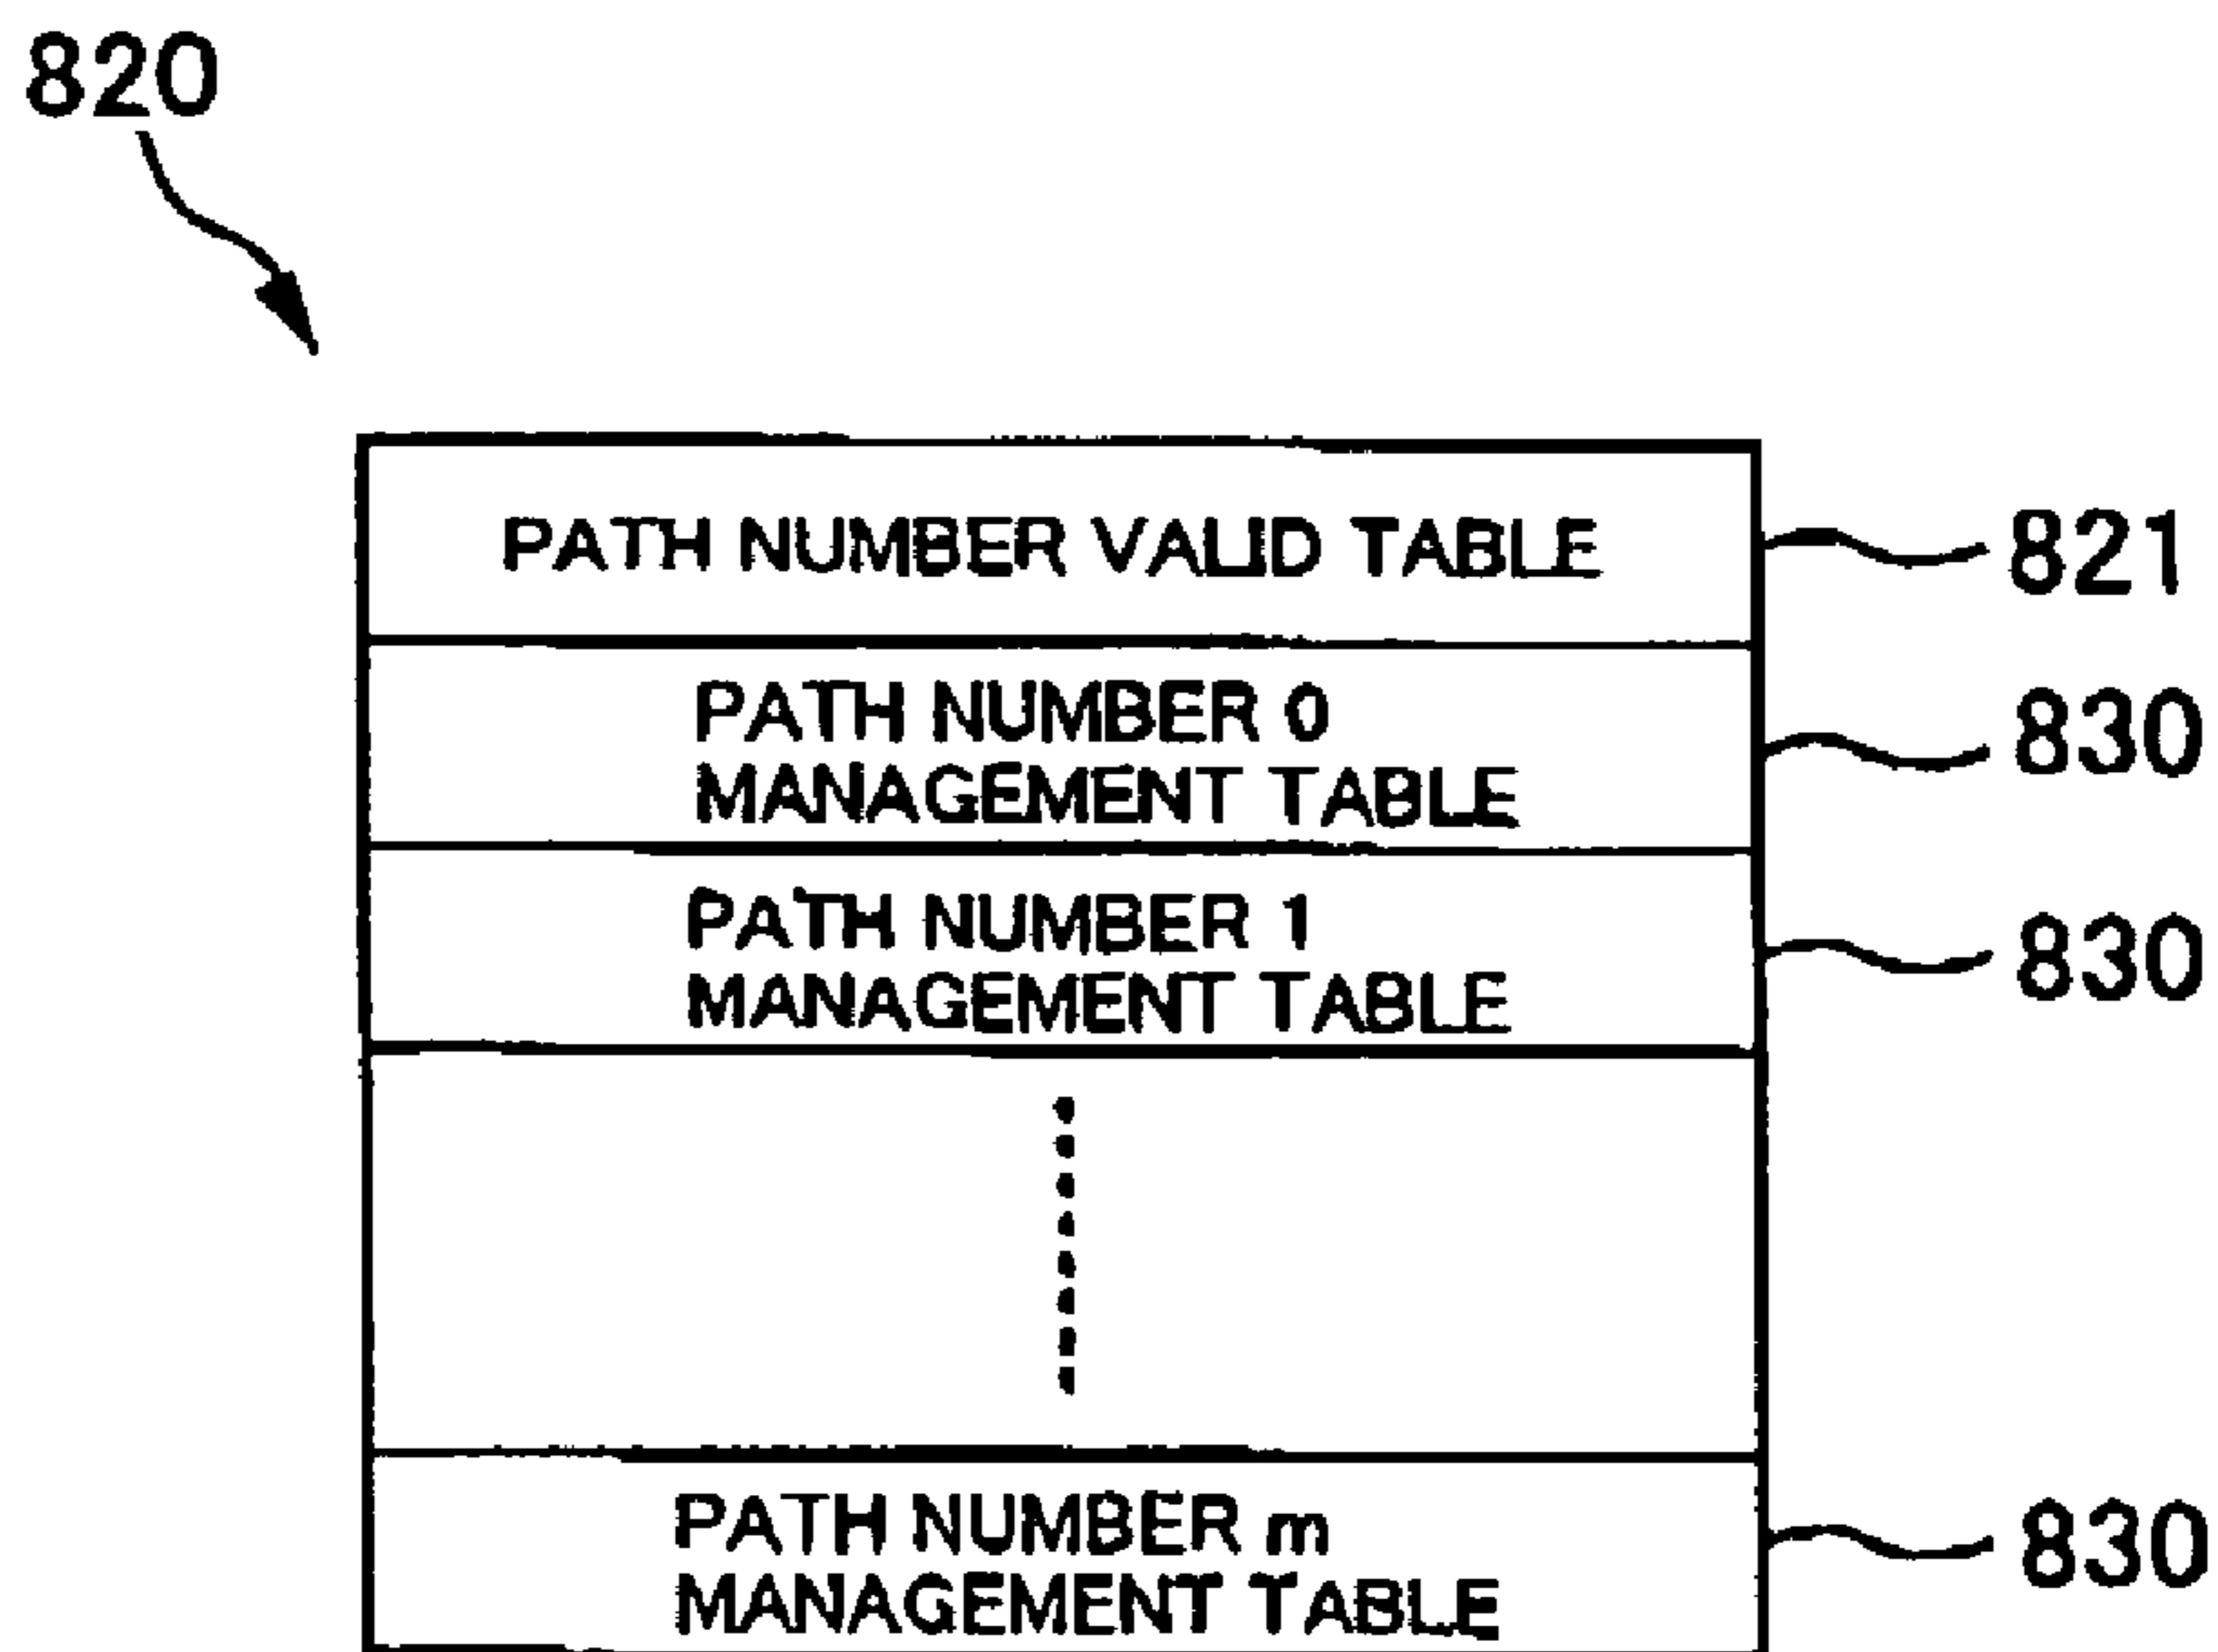 820
PATH NUMBER VALID TABLE
821
PATH NUMBER 0
MANAGEMENT TABLE
830
PATH NUMBER 1
MANAGEMENT TABLE
830
PATH NUMBER m
MANAGEMENT TABLE
830